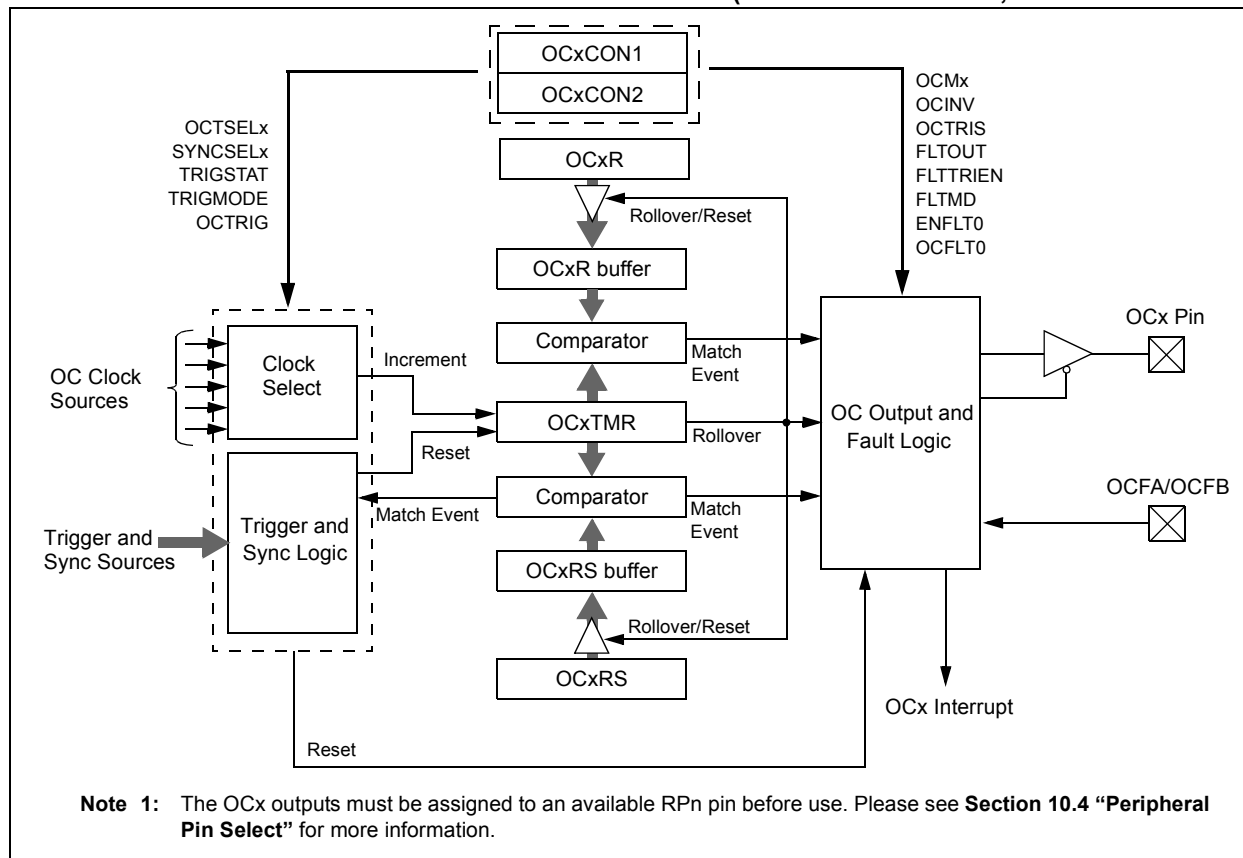 OCxCON1
OCxCON2
OCTSELx
SYNCSELx
TRIGSTAT
TRIGMODE
OCTRIG
OCMx
OCINV
OCTRIS
FLTOUT
FLTTRIEN
FLTMD
ENFLT0
OCFLT0
OCxR
Rollover/Reset
OCxR buffer
Comparator
Match
Event
OC Clock
Sources
Clock
Select
Increment
OCxTMR
Rollover
Reset
OC Output and
Fault Logic
OCx Pin
OCFA/OCFB
Trigger and
Sync Sources
Trigger and
Sync Logic
Match Event
Comparator
Match
Event
OCxRS buffer
Rollover/Reset
OCxRS
OCx Interrupt
Reset
Note 1: The OCx outputs must be assigned to an available RPn pin before use. Please see Section 10.4 “Peripheral
Pin Select” for more information.